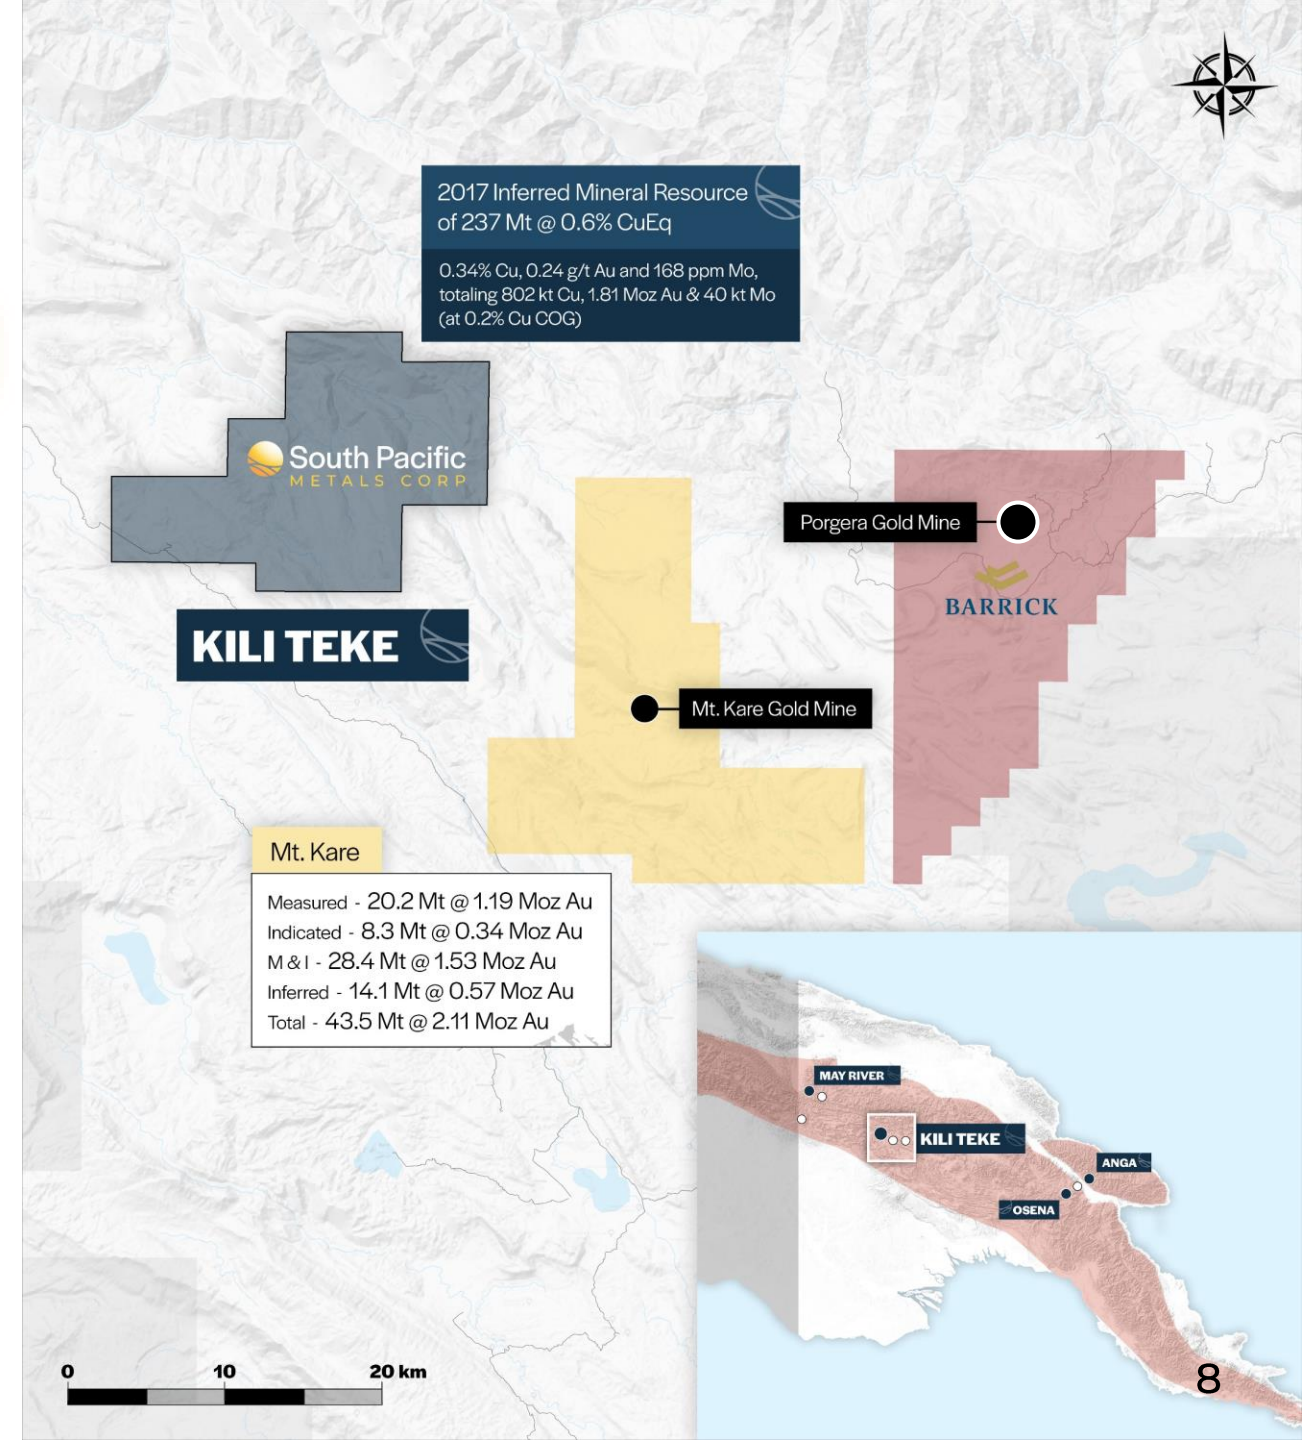 2017 Inferred Mineral Resource
of 237 Mt @ 0.6% CuEq
0.34% Cu, 0.24 g/t Au and 168 ppm Mo,
totaling 802 kt Cu, 1.81 Moz Au & 40 kt Mo
(at 0.2% Cu COG)
South Pacific
METALS CORP
KILI TEKE
Porgera Gold Mine
BARRICK
Mt. Kare Gold Mine
Mt. Kare
Measured - 20.2 Mt @ 1.19 Moz Au
Indicated - 8.3 Mt @ 0.34 Moz Au
M & I - 28.4 Mt @ 1.53 Moz Au
Inferred - 14.1 Mt @ 0.57 Moz Au
Total - 43.5 Mt @ 2.11 Moz Au
MAY RIVER
KILI TEKE
ANGA
OSENA
0 10 20 km
8